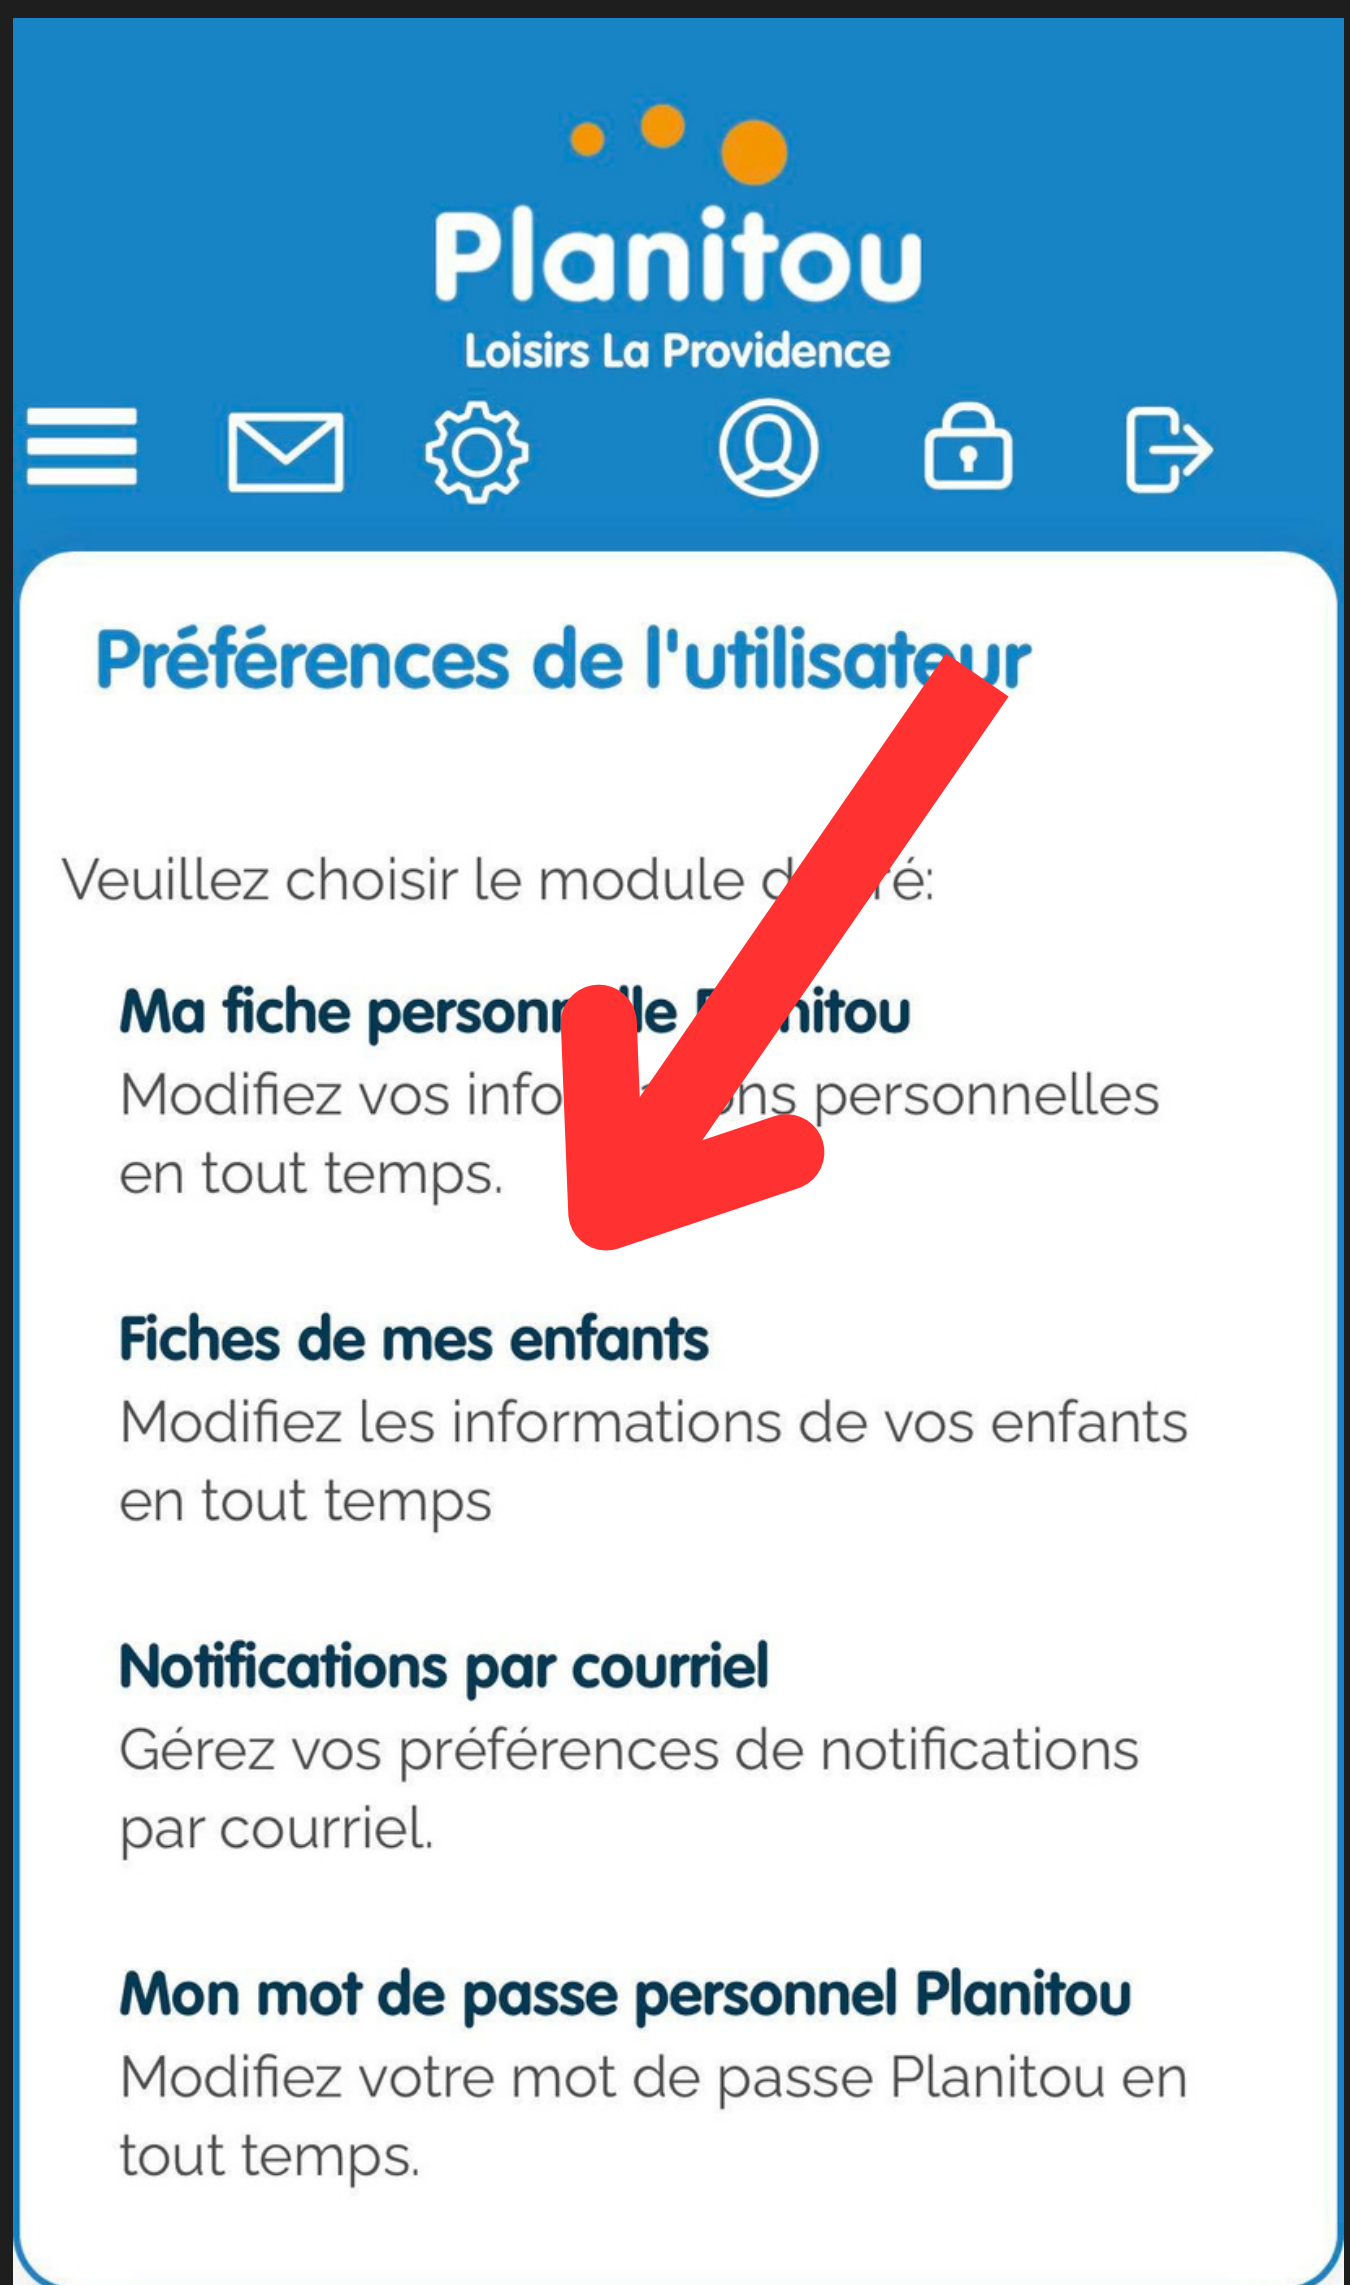 Planitou
Loisirs La Providence
Préférences de l'utilisateur
Veuillez choisir le module
Ma fiche
Modifiez vos personnelles
en tout temps.
Fiches de mes enfants
Modifiez les informations de vos enfants
en tout temps
Notifications par courriel
Gérez vos préférences de notifications
par courriel.
Mon mot de passe personnel Planitou
Modifiez votre mot de passe Planitou en
tout temps.